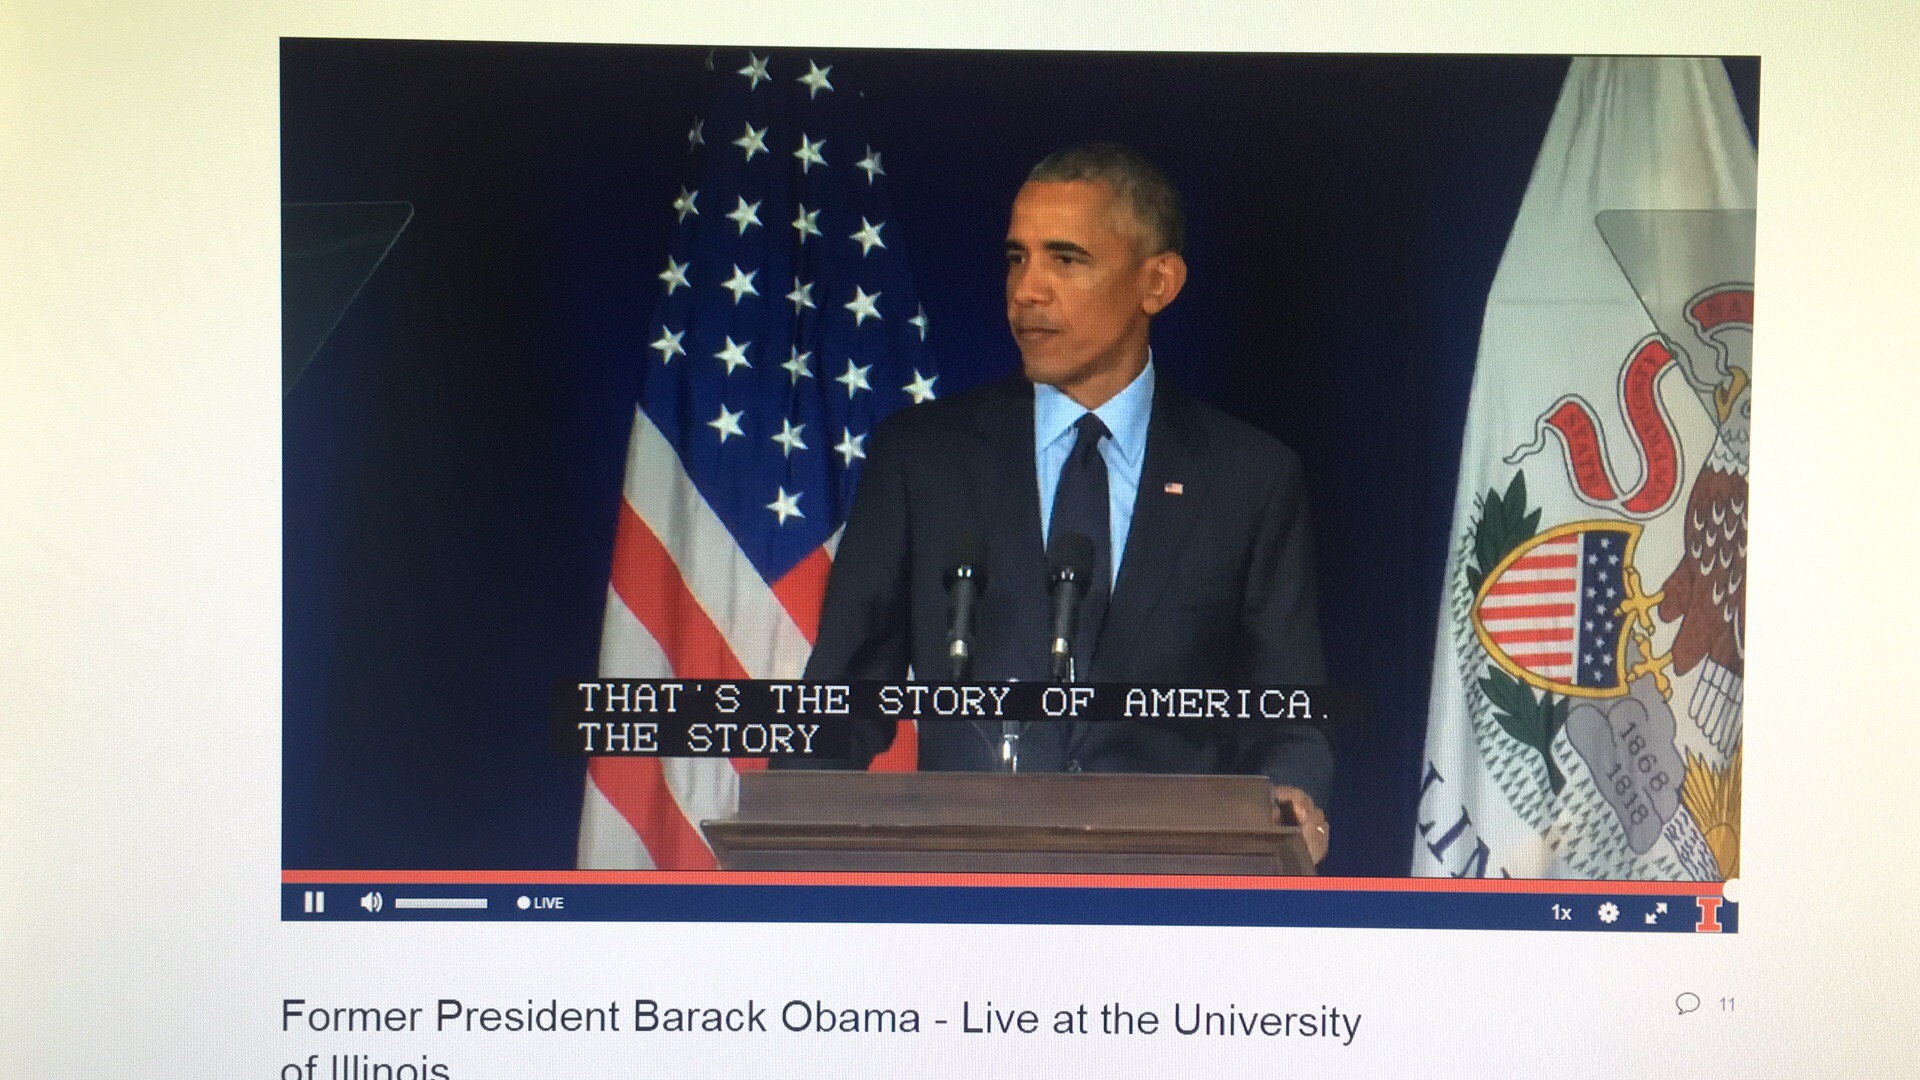 THAT'S THE STORY OF AMERICA.
THE STORY
STATE
1868
1818
LIVE
1x
I
Former President Barack Obama - Live at the University
of Illinois
11